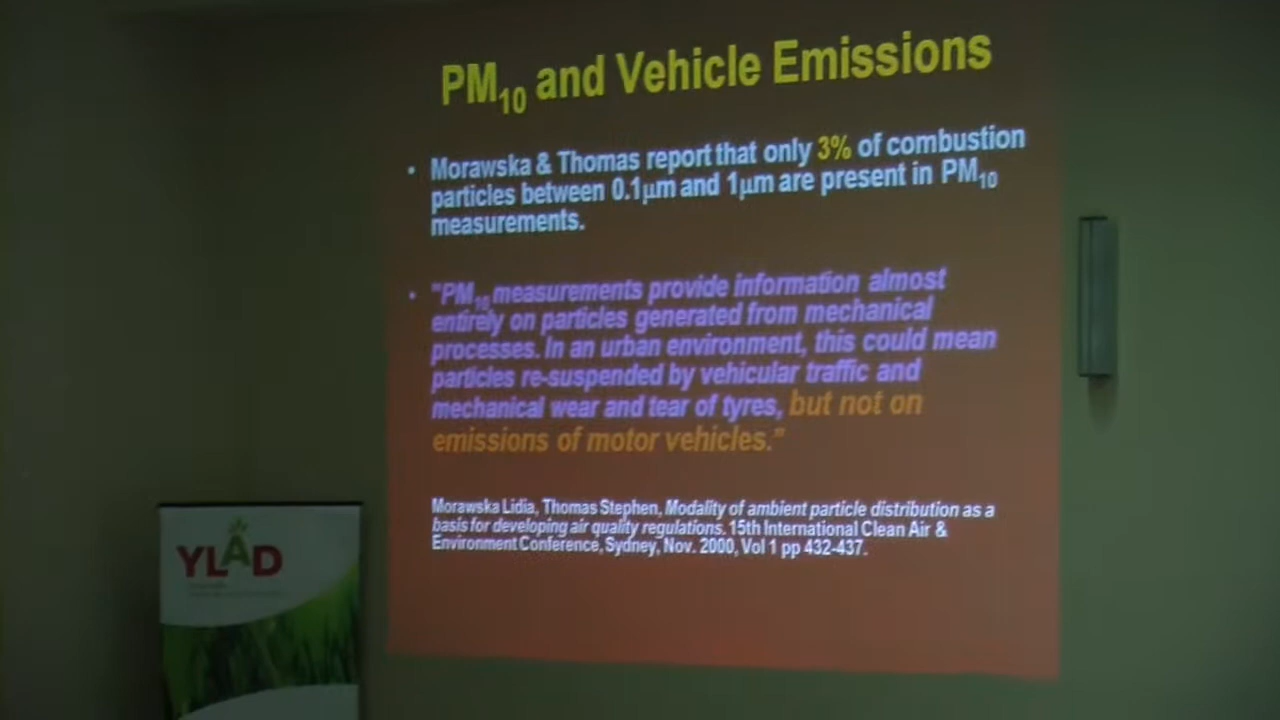 PM10 and Vehicle Emissions
• Morawska & Thomas report that only 3% of combustion
particles between 0.1µm and 1µm are present in PM10
measurements.
• "PM10 measurements provide information almost
entirely on particles generated from mechanical
processes. In an urban environment, this could mean
particles re-suspended by vehicular traffic and
mechanical wear and tear of tyres, but not on
emissions of motor vehicles."
Morawska Lidia, Thomas Stephen, Modality of ambient particle distribution as a
basis for developing air quality regulations. 15th International Clean Air &
Environment Conference, Sydney, Nov. 2000, Vol 1 pp 432-437.
YLAD